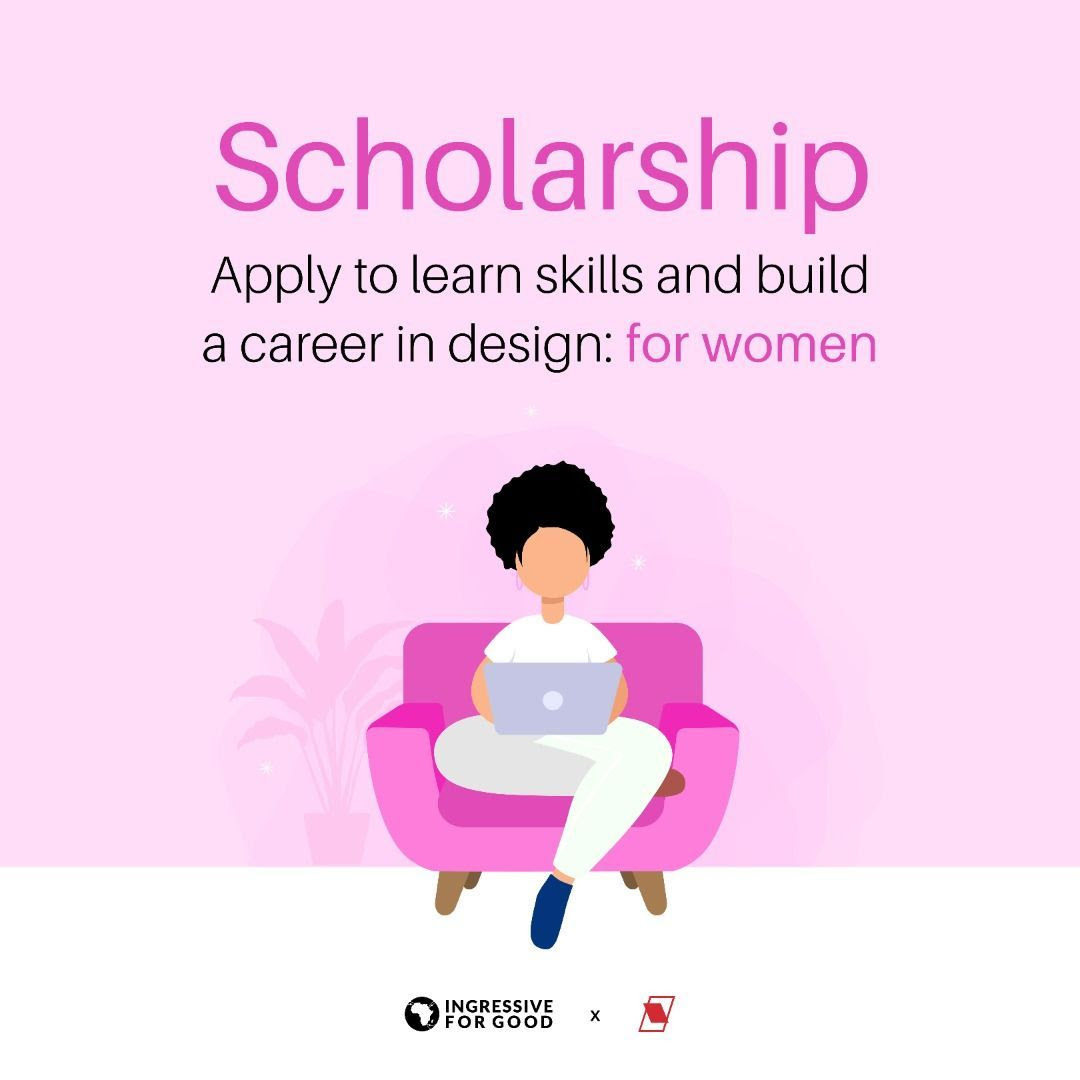 Scholarship
Apply to learn skills and build
a career in design: for women
INGRESSIVE
FOR GOOD
x